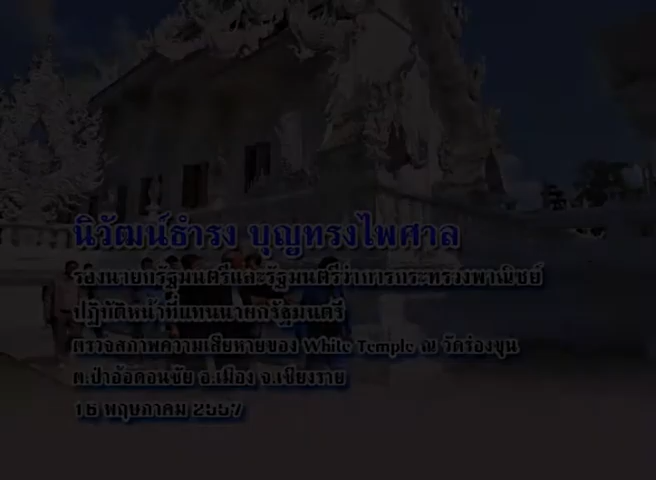 นิวัฒน์ธำรง บุญทรงไพศาล
รองนายกรัฐมนตรีและรัฐมนตรีว่าการกระทรวงพาณิชย์
ปฏิบัติหน้าที่แทนนายกรัฐมนตรี
ตรวจสภาพความเสียหายของ White Temple ณ วัดร่องขุน
ต.ป่าอ้อดอนชัย อ.เมือง จ.เชียงราย
16 พฤษภาคม 2557